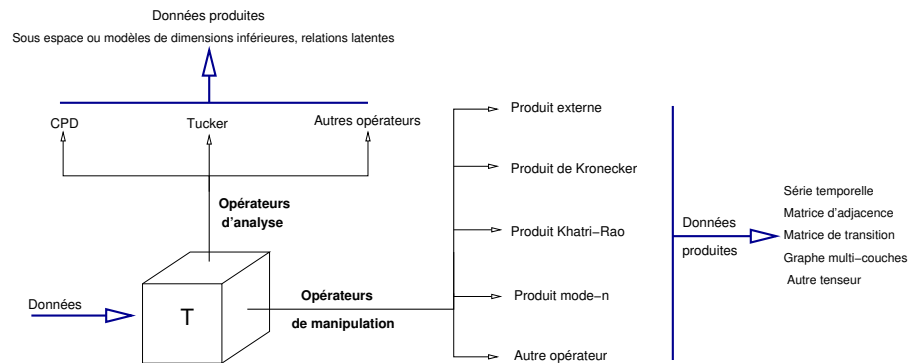 Données produites
Sous espace ou modèles de dimensions inférieures, relations latentes
CPD
Tucker
Autres opérateurs
Opérateurs
d'analyse
Données
T
Opérateurs
de manipulation
Produit externe
Produit de Kronecker
Produit Khatri−Rao
Produit mode−n
Autre opérateur
Données
produites
Série temporelle
Matrice d'adjacence
Matrice de transition
Graphe multi−couches
Autre tenseur